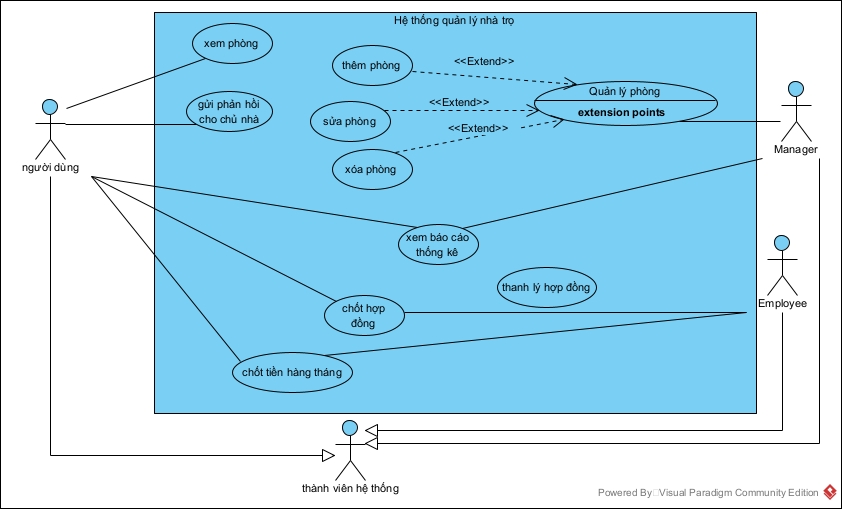 Hệ thống quản lý nhà trọ
xem phòng
thêm phòng
<<Extend>>
Quản lý phòng
extension points
gửi phản hồi
cho chủ nhà
sửa phòng
<<Extend>>
<<Extend>>
xóa phòng
Manager
người dùng
xem báo cáo
thống kê
thanh lý hợp đồng
chốt hợp
đồng
Employee
chốt tiền hàng tháng
thành viên hệ thống
Powered By Visual Paradigm Community Edition